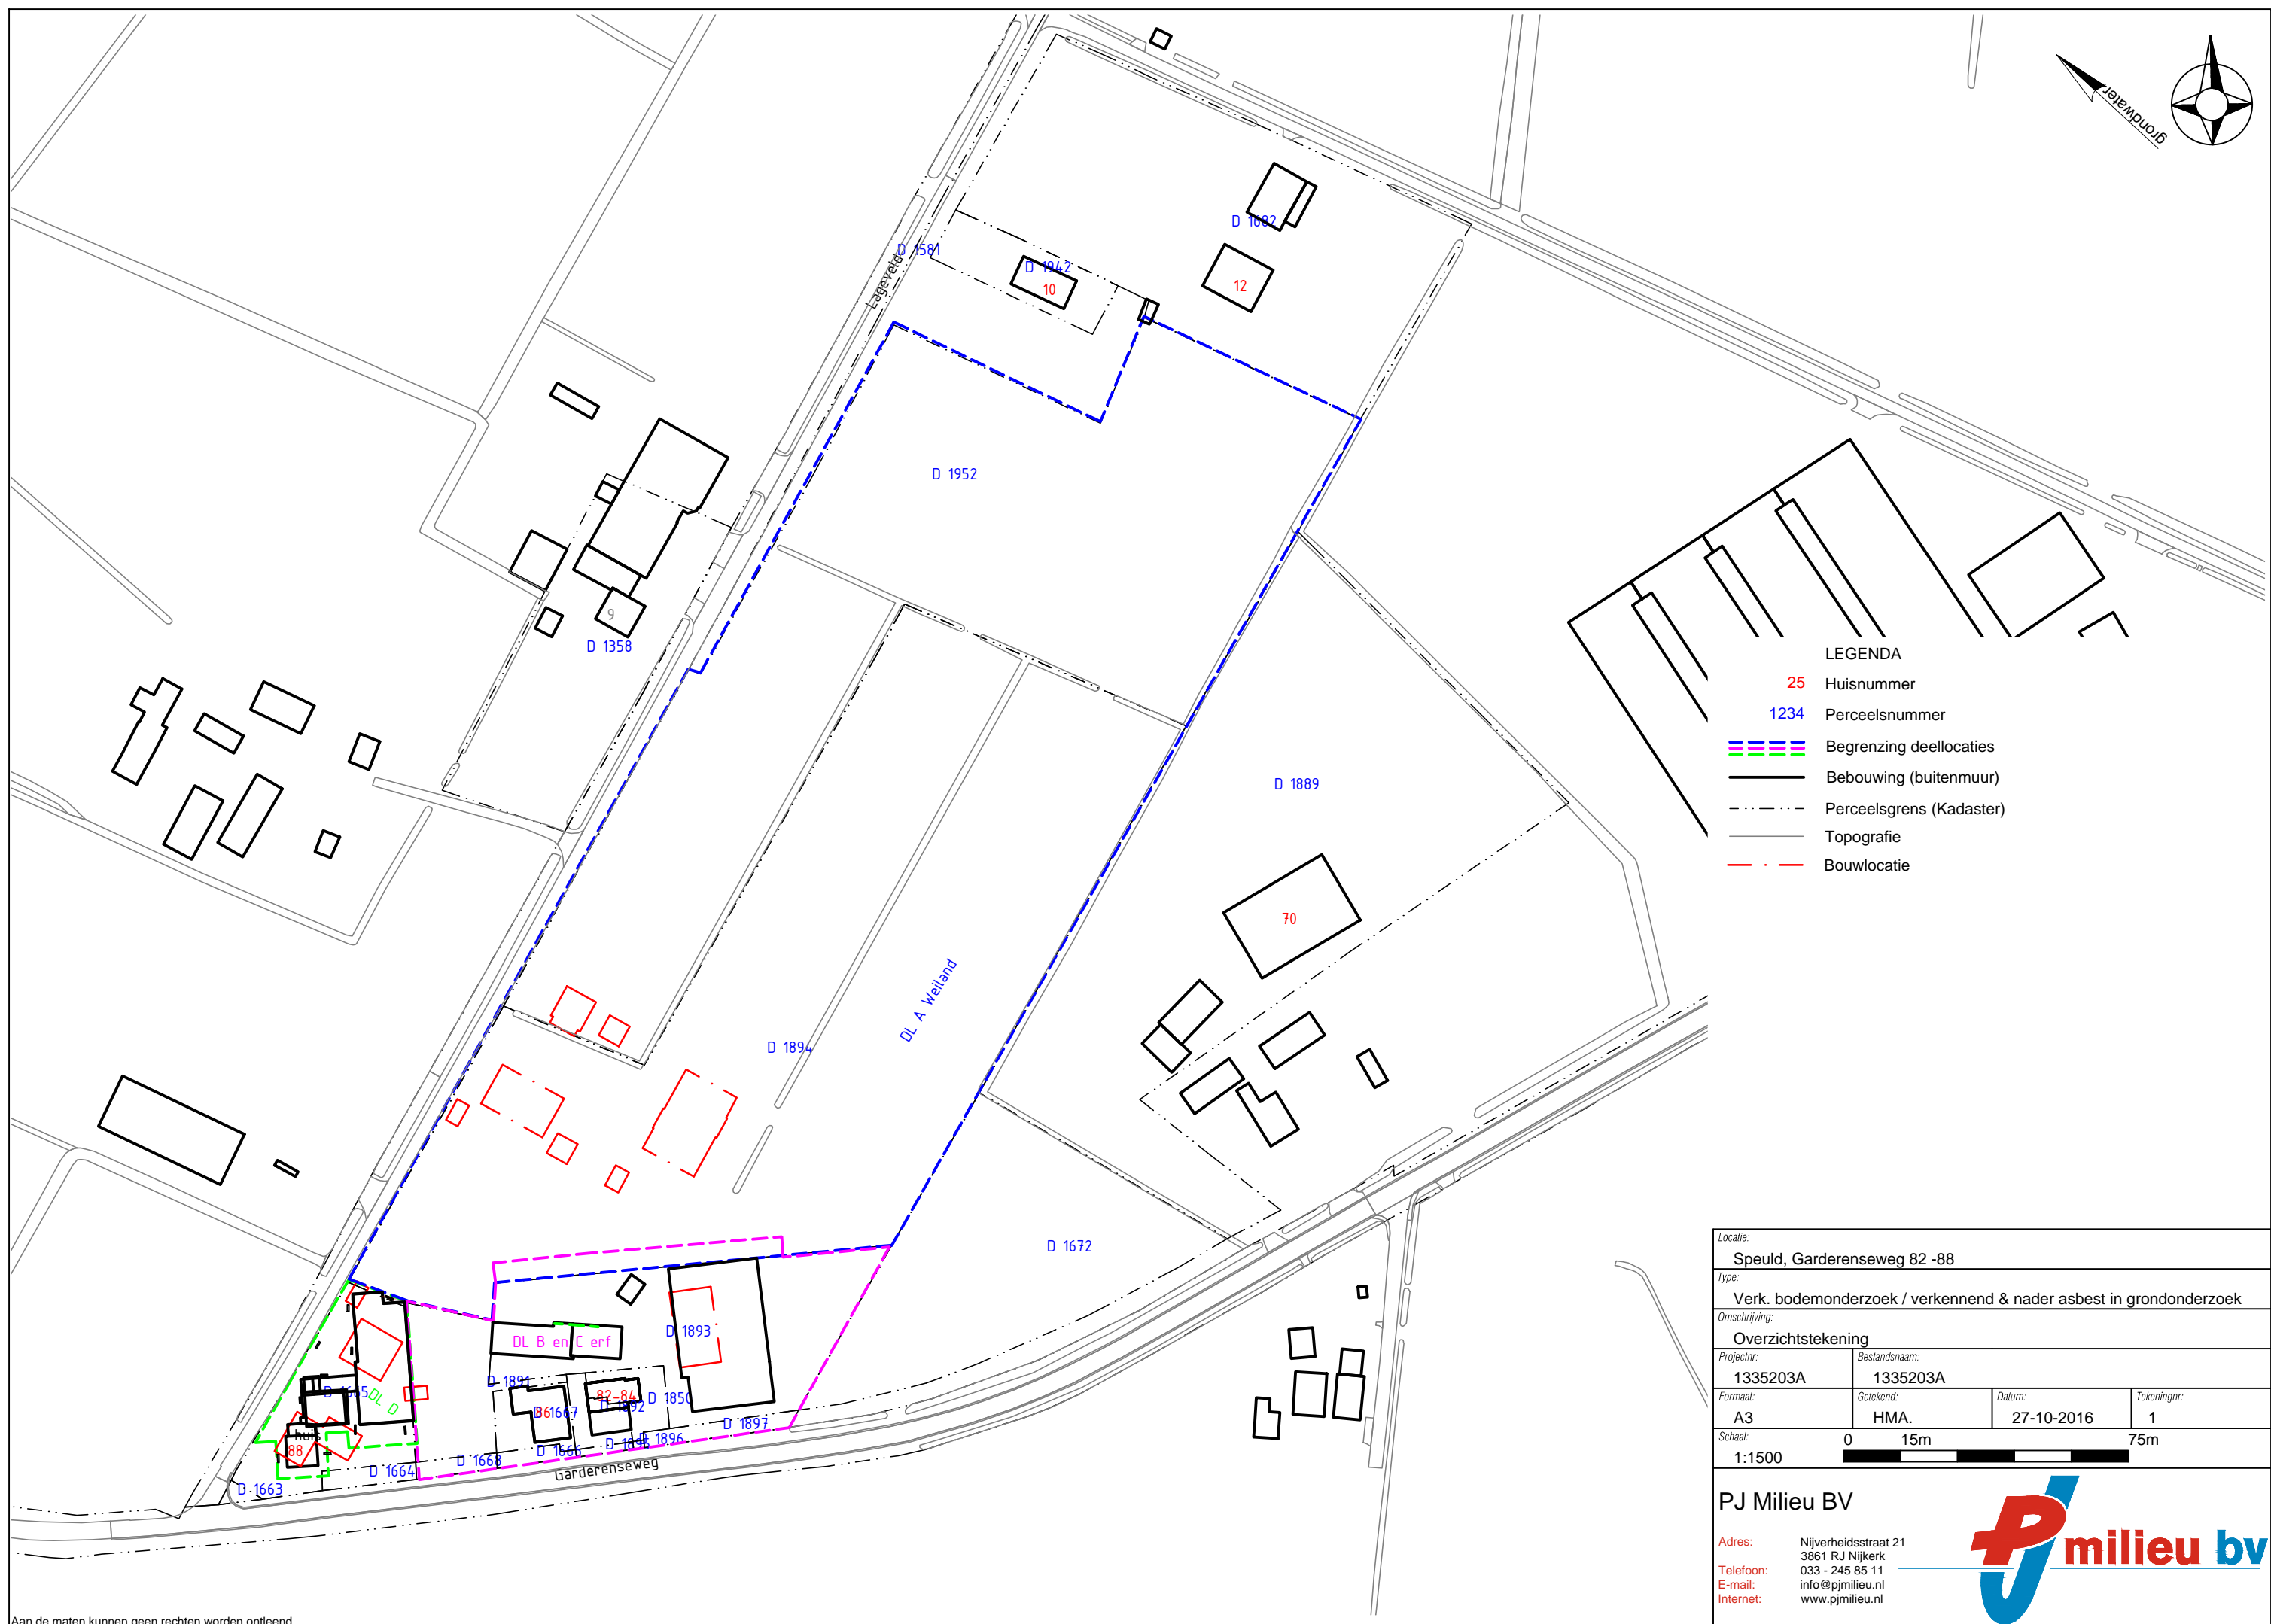 grondwater
D 1682
D 1581
Lageveld
D 1942
10
12
D 1952
9
D 1358
LEGENDA
25 Huisnummer
1234 Perceelsnummer
Begrenzing deellocaties
Bebouwing (buitenmuur)
Perceelsgrens (Kadaster)
Topografie
Bouwlocatie
D 1889
70
DL A Weiland
D 1894
D 1672
D 1893
DL B en C erf
D 1891
82-84
D 1850
D 1892
86
D 1667
D 1897
D 1896
D 1666
D 1668
D 1664
D 1663
DL D
huis
88
Garderenseweg
Locatie:
Speuld, Garderenseweg 82 -88
Type:
Verk. bodemonderzoek / verkennend & nader asbest in grondonderzoek
Omschrijving:
Overzichtstekening
Projectnr: Bestandsnaam:
1335203A 1335203A
Formaat: Getekend: Datum: Tekeningnr:
A3 HMA. 27-10-2016 1
Schaal: 0 15m 75m
1:1500
PJ Milieu BV
Adres: Nijverheidsstraat 21
3861 RJ Nijkerk
Telefoon: 033 - 245 85 11
E-mail: info@pjmilieu.nl
Internet: www.pjmilieu.nl
PJ milieu bv
Aan de maten kunnen geen rechten worden ontleend